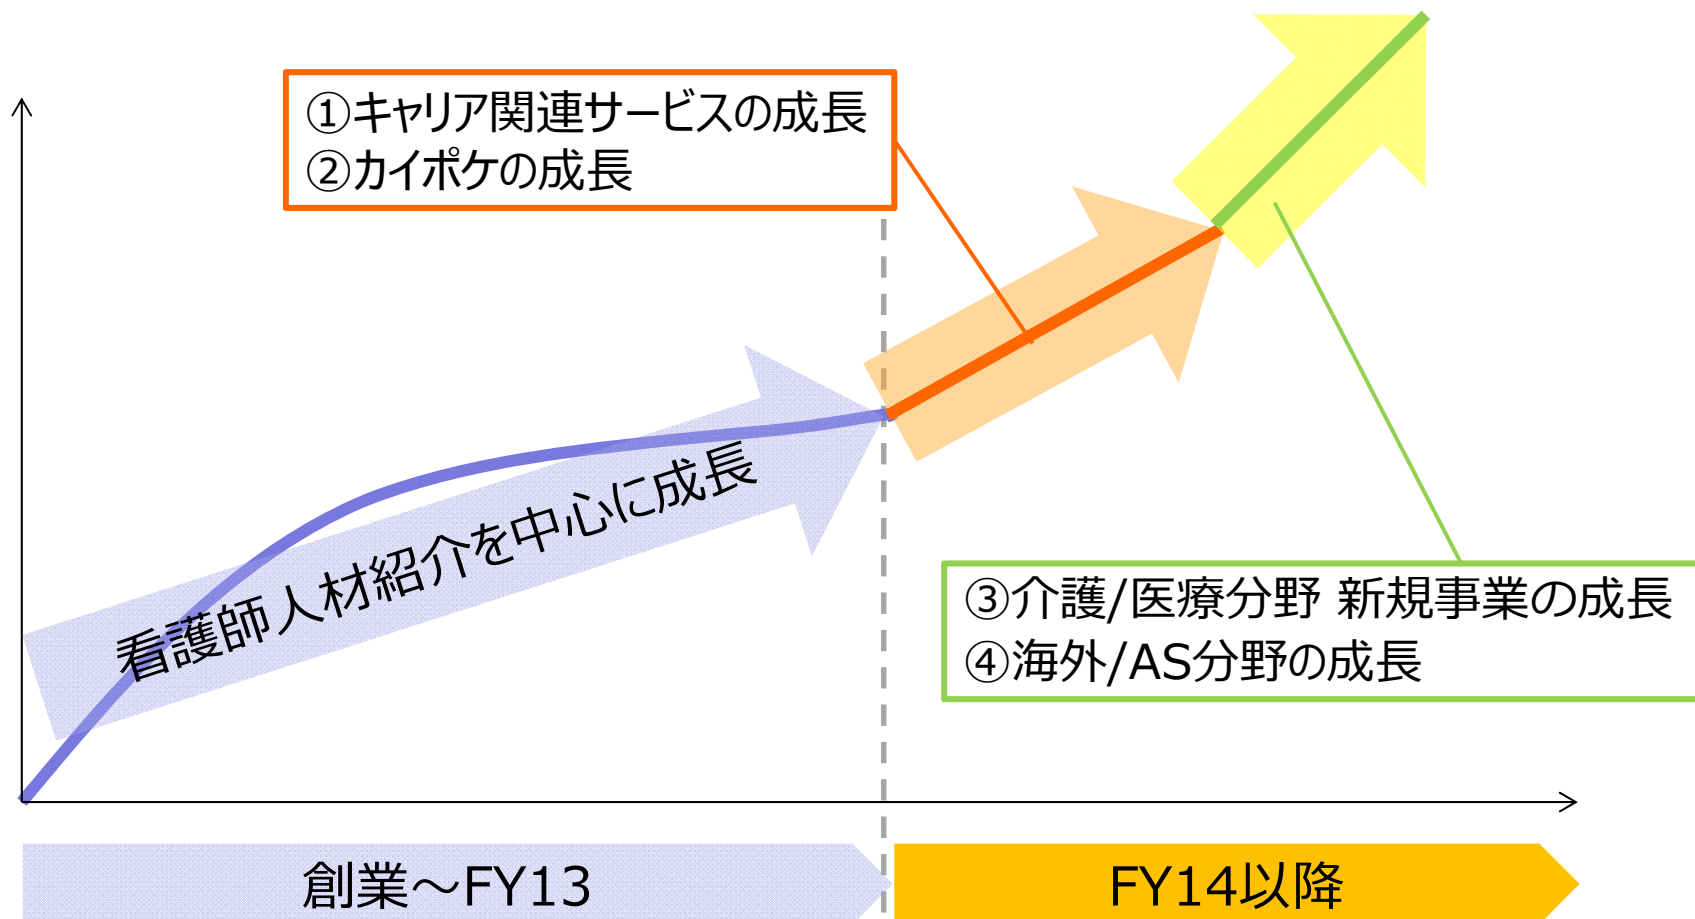 ①キャリア関連サービスの成長
②カイポケの成長
看護師人材紹介を中心に成長
③介護/医療分野 新規事業の成長
④海外/AS分野の成長
創業～FY13
FY14以降